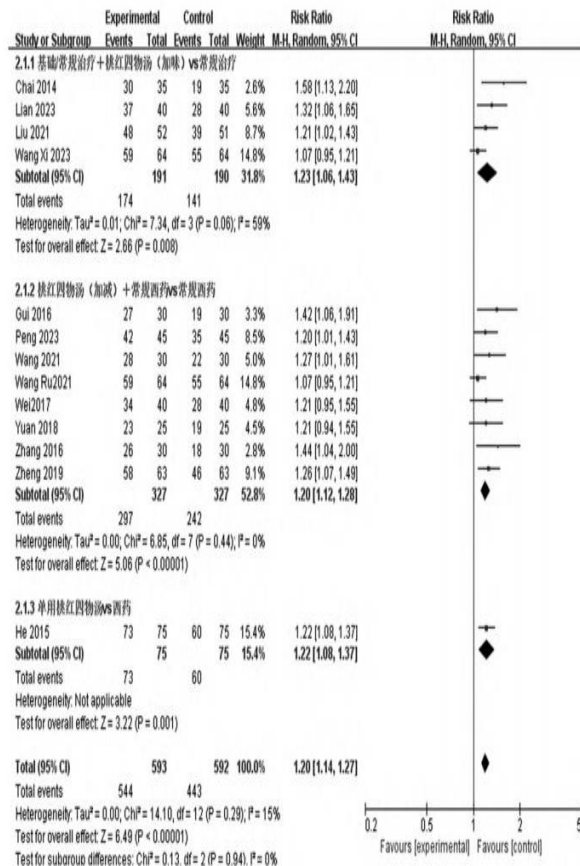 Experimental Control Risk Ratio Risk Ratio
Study or Subgroup Events Total Events Total Weight M-H, Random, 95% CI M-H, Random, 95% CI
2.1.1 基础/常规治疗+桃红四物汤（加味）vs常规治疗
Chai 2014 30 35 19 35 2.6% 1.58 [1.13, 2.20]
Lian 2023 37 40 28 40 6.0% 1.32 [1.06, 1.65]
Liu 2021 48 52 39 51 8.4% 1.21 [1.02, 1.43]
Wang Xi 2023 59 64 55 64 14.8% 1.07 [0.95, 1.21]
Subtotal (95% CI) 191 190 31.8% 1.23 [1.06, 1.43]
Total events 174 141
Heterogeneity: Tau² = 0.01; Chi² = 7.34, df = 3 (P = 0.06); I² = 59%
Test for overall effect: Z = 2.66 (P = 0.008)
2.1.2 桃红四物汤（加减）+常规西药vs常规西药
Gui 2016 27 30 19 30 3.3% 1.42 [1.06, 1.91]
Peng 2023 42 45 35 45 8.5% 1.20 [1.01, 1.43]
Wang 2021 28 30 22 30 5.0% 1.27 [1.01, 1.61]
Wang Ru2021 59 64 55 64 14.8% 1.07 [0.95, 1.21]
Wei2017 34 40 28 40 4.8% 1.21 [0.95, 1.55]
Yuan 2018 23 25 19 25 4.7% 1.21 [0.94, 1.55]
Zhang 2016 26 30 18 30 2.7% 1.44 [1.04, 2.00]
Zheng 2019 58 63 46 63 9.1% 1.26 [1.07, 1.49]
Subtotal (95% CI) 327 327 52.8% 1.20 [1.12, 1.28]
Total events 297 242
Heterogeneity: Tau² = 0.00; Chi² = 6.85, df = 7 (P = 0.44); I² = 0%
Test for overall effect: Z = 5.06 (P < 0.00001)
2.1.3 单用桃红四物汤vs西药
He 2015 73 75 60 75 15.4% 1.22 [1.08, 1.37]
Subtotal (95% CI) 75 75 15.4% 1.22 [1.08, 1.37]
Total events 73 60
Heterogeneity: Not applicable
Test for overall effect: Z = 3.22 (P = 0.001)
Total (95% CI) 593 592 100.0% 1.20 [1.14, 1.27]
Total events 544 443
Heterogeneity: Tau² = 0.00; Chi² = 14.10, df = 12 (P = 0.29); I² = 15%
Test for overall effect: Z = 6.49 (P < 0.00001)
Test for subgroup differences: Chi² = 0.13, df = 2 (P = 0.94), I² = 0%
0.2 0.5 1 2 5
Favours [experimental] Favours [control]